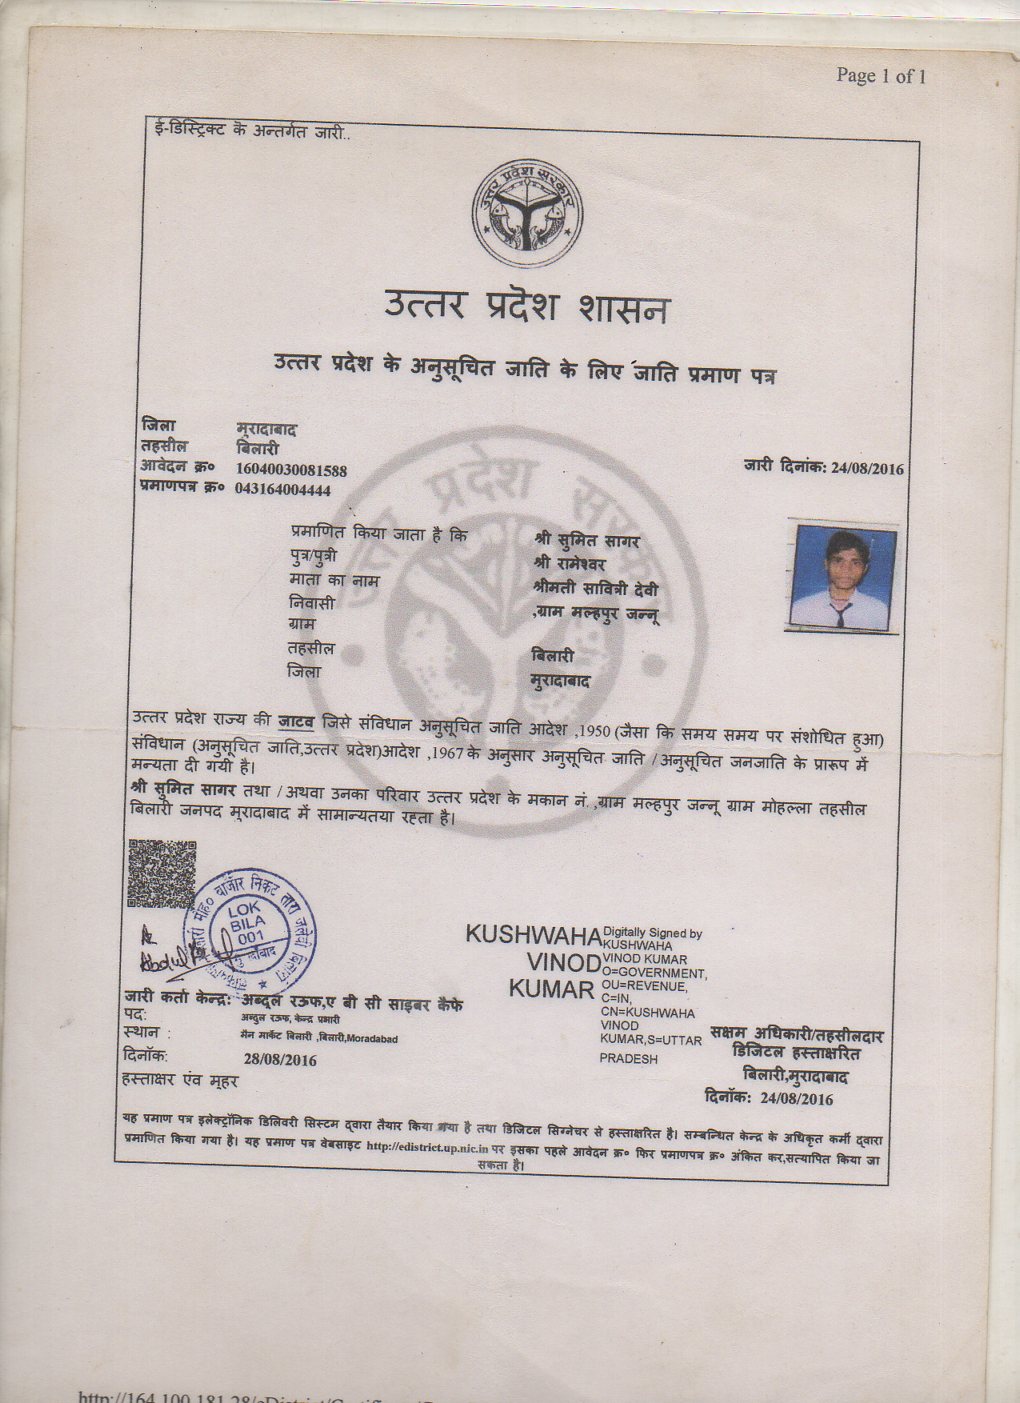 Page 1 of 1
ई-डिस्ट्रिक्ट के अन्तर्गत जारी..
उत्तर प्रदेश सरकार
उत्तर प्रदेश शासन
उत्तर प्रदेश के अनुसूचित जाति के लिए जाति प्रमाण पत्र
जिला मुरादाबाद
तहसील बिलारी
आवेदन क्र० 16040030081588 जारी दिनांक: 24/08/2016
प्रमाणपत्र क्र० 043164004444
प्रमाणित किया जाता है कि श्री सुमित सागर
पुत्र/पुत्री श्री रामेश्वर
माता का नाम श्रीमती सावित्री देवी
निवासी ,ग्राम मल्हपुर जन्नू
ग्राम
तहसील बिलारी
जिला मुरादाबाद
उत्तर प्रदेश राज्य की जाटव जिसे संविधान अनुसूचित जाति आदेश ,1950 (जैसा कि समय समय पर संशोधित हुआ)
संविधान (अनुसूचित जाति,उत्तर प्रदेश)आदेश ,1967 के अनुसार अनुसूचित जाति / अनुसूचित जनजाति के प्रारूप में
मन्यता दी गयी है।
श्री सुमित सागर तथा / अथवा उनका परिवार उत्तर प्रदेश के मकान नं. ,ग्राम मल्हपुर जन्नू ग्राम मोहल्ला तहसील
बिलारी जनपद मुरादाबाद में सामान्यतया रहता है।
मोह० बाजार निकट तारा
LOK
BILA
001
KUSHWAHA
VINOD
KUMAR
Digitally Signed by
KUSHWAHA
VINOD KUMAR
O=GOVERNMENT,
OU=REVENUE,
C=IN,
CN=KUSHWAHA
VINOD
KUMAR,S=UTTAR
PRADESH
जारी कर्ता केन्द्र: अब्दुल रऊफ,ए बी सी साइबर कैफे
पद: अब्दुल रऊफ, केन्द्र प्रभारी
स्थान : मैन मार्केट बिलारी ,बिलारी,Moradabad
दिनॉक: 28/08/2016
हस्ताक्षर एंव मूहर
सक्षम अधिकारी/तहसीलदार
डिजिटल हस्ताक्षरित
बिलारी,मुरादाबाद
दिनॉक: 24/08/2016
यह प्रमाण पत्र इलेक्ट्रॉनिक डिलिवरी सिस्टम द्वारा तैयार किया गया है तथा डिजिटल सिग्नेचर से हस्ताक्षरित है। सम्बन्धित केन्द्र के अधिकृत कर्मी द्वारा
प्रमाणित किया गया है। यह प्रमाण पत्र वेबसाइट http://edistrict.up.nic.in पर इसका पहले आवेदन क्र० फिर प्रमाणपत्र क्र० अंकित कर,सत्यापित किया जा
सकता है।